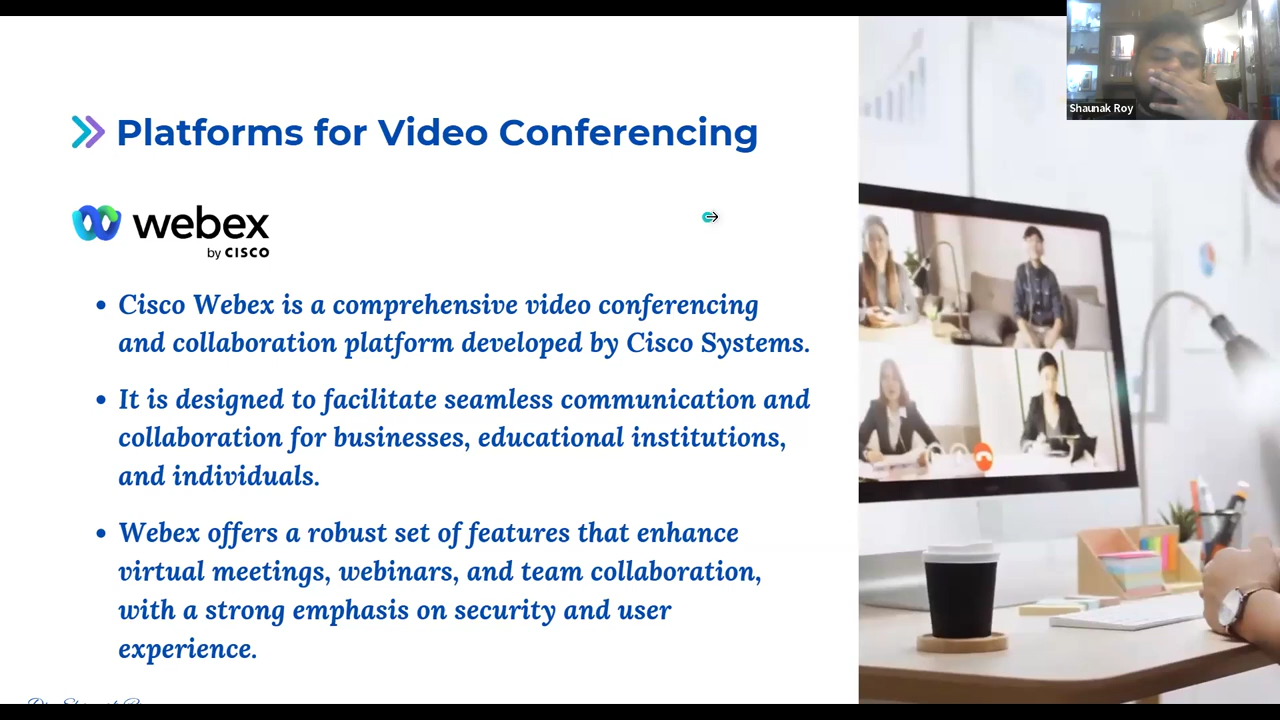 Shaunak Roy
Platforms for Video Conferencing
webex
by CISCO
• Cisco Webex is a comprehensive video conferencing
and collaboration platform developed by Cisco Systems.
• It is designed to facilitate seamless communication and
collaboration for businesses, educational institutions,
and individuals.
• Webex offers a robust set of features that enhance
virtual meetings, webinars, and team collaboration,
with a strong emphasis on security and user
experience.